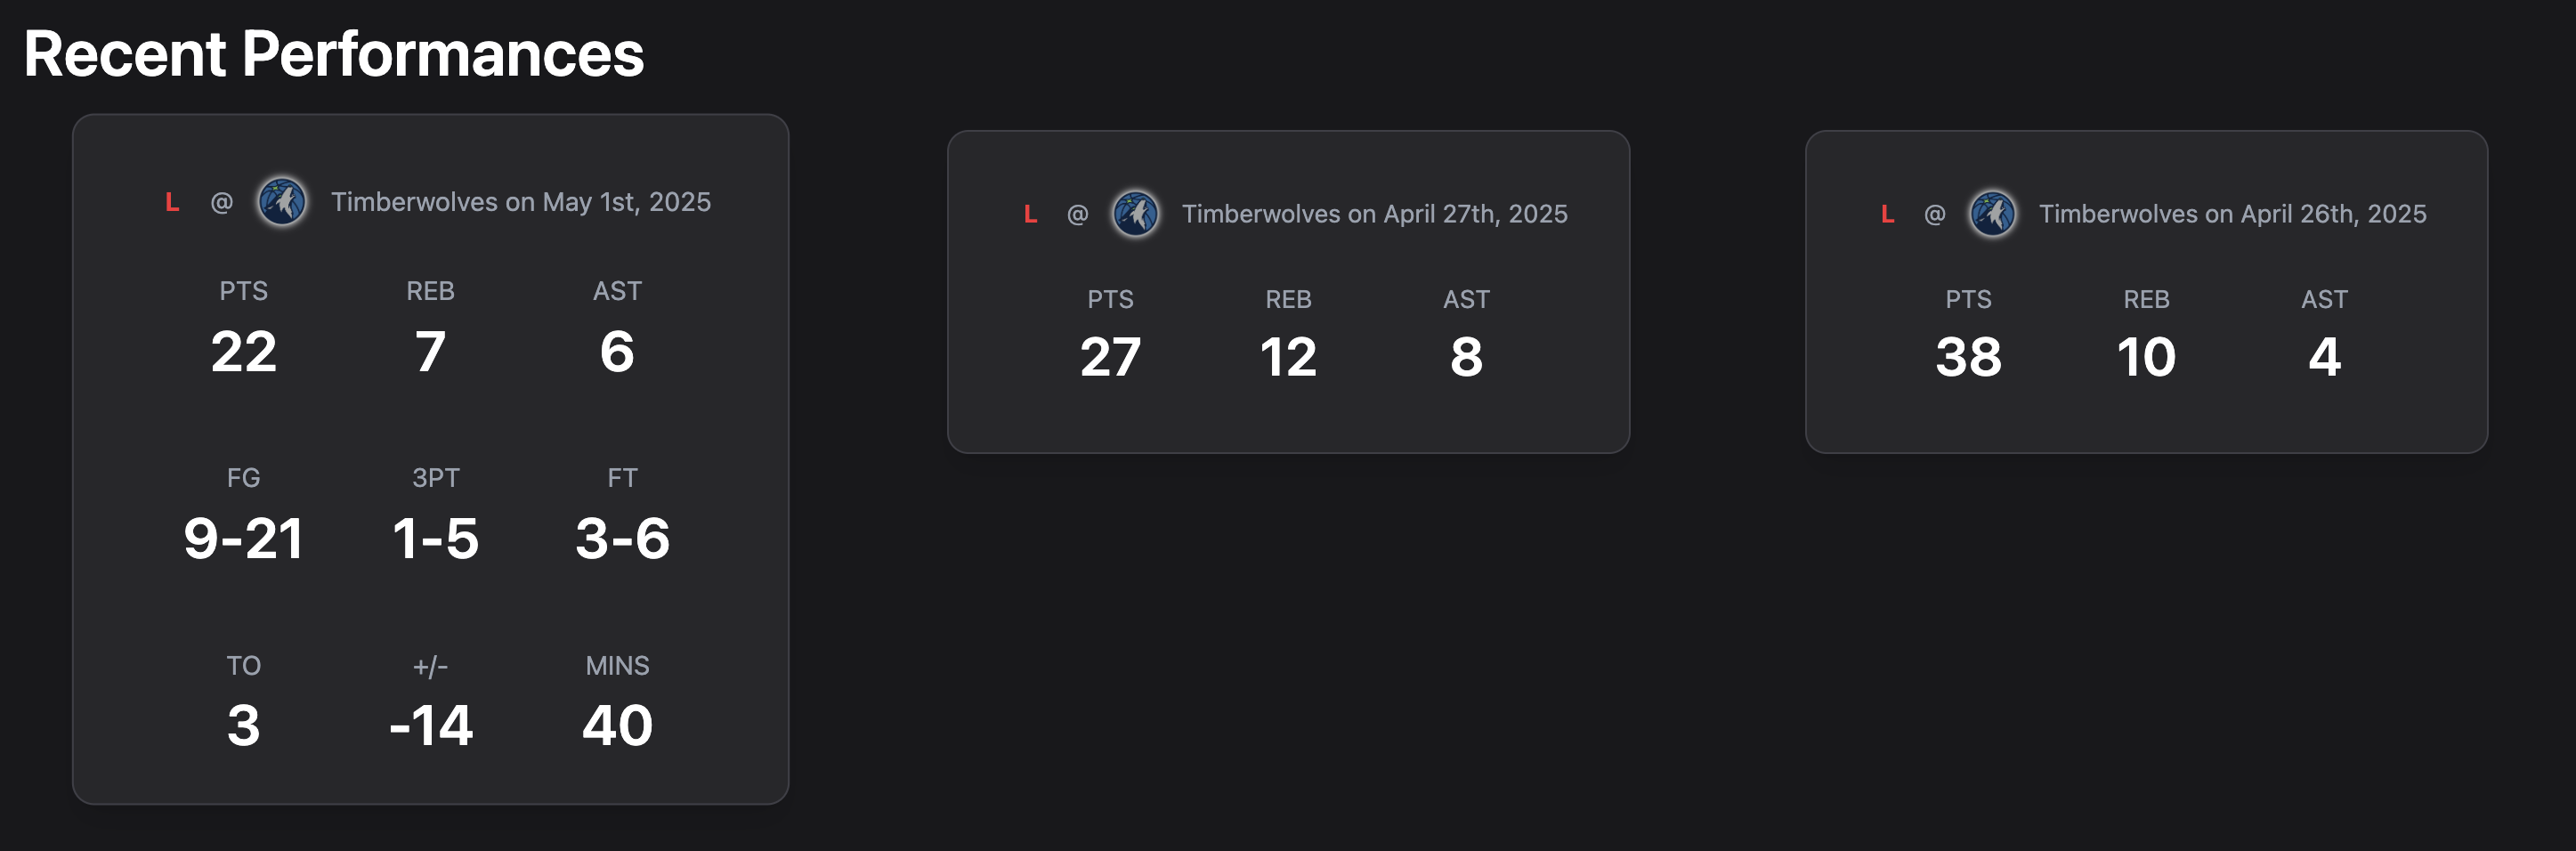 Recent Performances
L @ Timberwolves on May 1st, 2025
PTS REB AST
22 7 6
FG 3PT FT
9-21 1-5 3-6
TO +/- MINS
3 -14 40
L @ Timberwolves on April 27th, 2025
PTS REB AST
27 12 8
L @ Timberwolves on April 26th, 2025
PTS REB AST
38 10 4